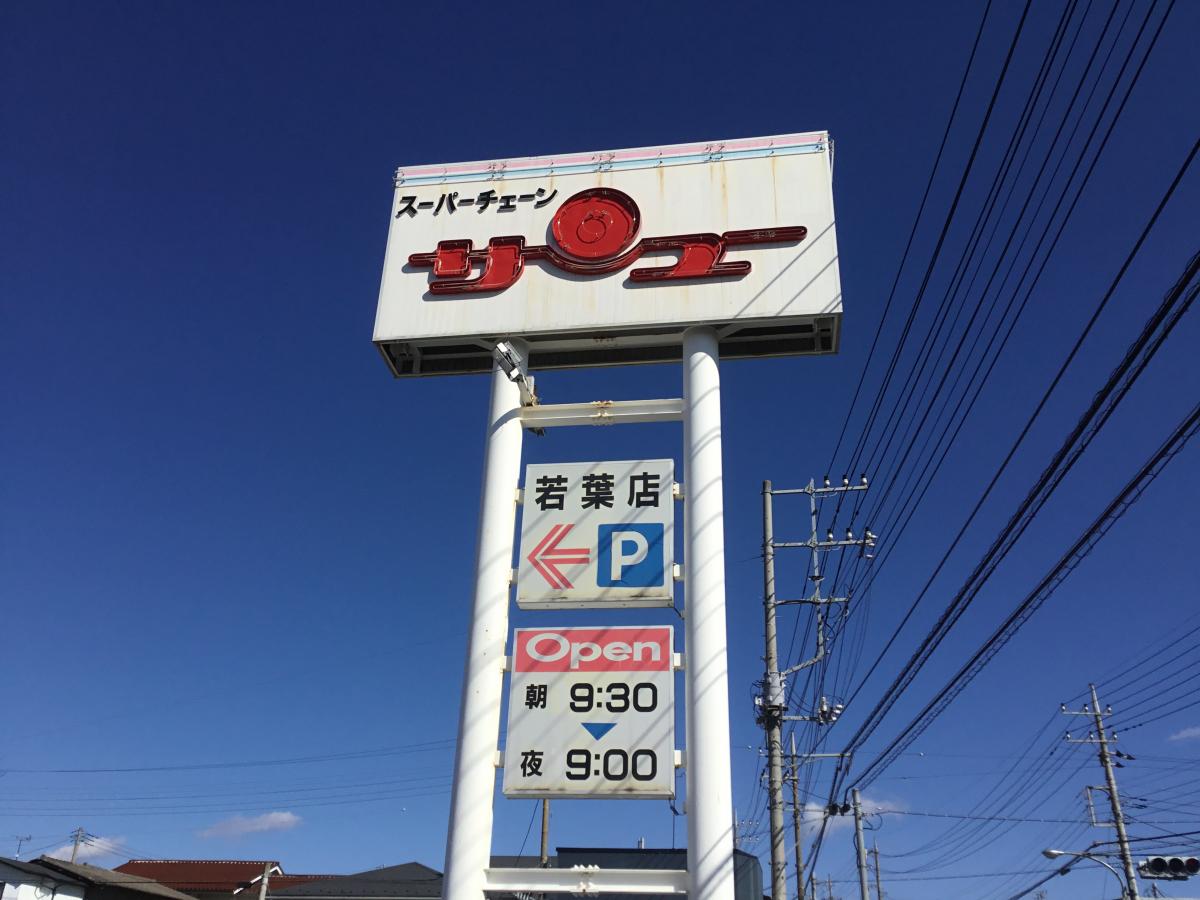 スーパーチェーン
サンユー
若葉店
P
Open
朝 9:30
夜 9:00